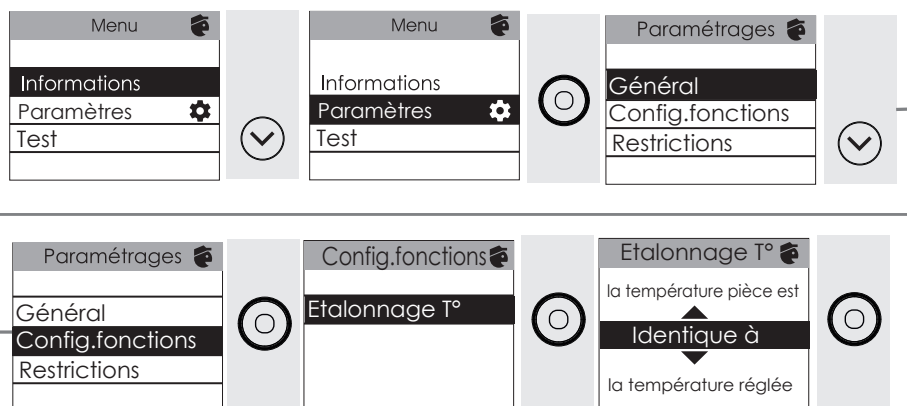 Menu
Informations
Paramètres
Test
Menu
Informations
Paramètres
Test
Paramétrages
Général
Config.fonctions
Restrictions
Paramétrages
Général
Config.fonctions
Restrictions
Config.fonctions
Etalonnage T°
Etalonnage T°
la température pièce est
Identique à
la température réglée